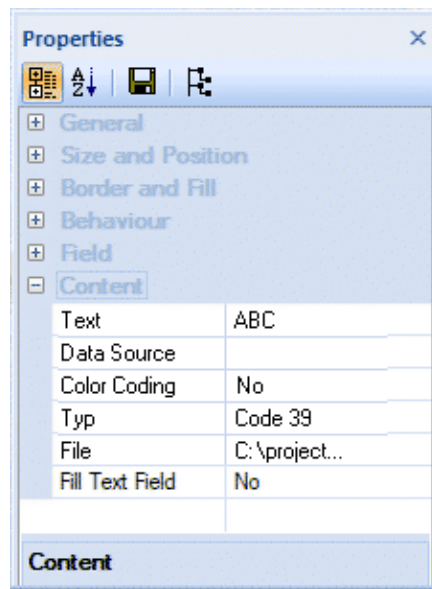 Properties
General
Size and Position
Border and Fill
Behaviour
Field
Content
Text ABC
Data Source
Color Coding No
Typ Code 39
File C:\project...
Fill Text Field No
Content